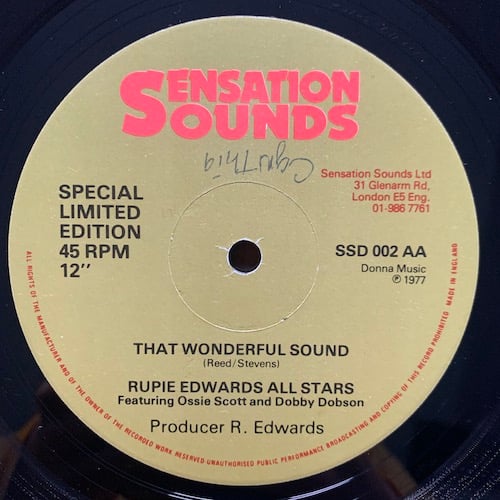 SENSATION
SOUNDS
Sensation Sounds Ltd
31 Glenarm Rd,
London E5 Eng.
01-986 7761
SPECIAL
LIMITED
EDITION
45 RPM
12″
SSD 002 AA
Donna Music
℗ 1977
THAT WONDERFUL SOUND
(Reed/Stevens)
RUPIE EDWARDS ALL STARS
Featuring Ossie Scott and Dobby Dobson
Producer R. Edwards
ALL RIGHTS OF THE MANUFACTURER AND OF THE OWNER OF THE RECORDED WORK RESERVED·UNAUTHORISED PUBLIC PERFORMANCE BROADCASTING AND COPYING OF THIS RECORD PROHIBITED MADE IN ENGLAND